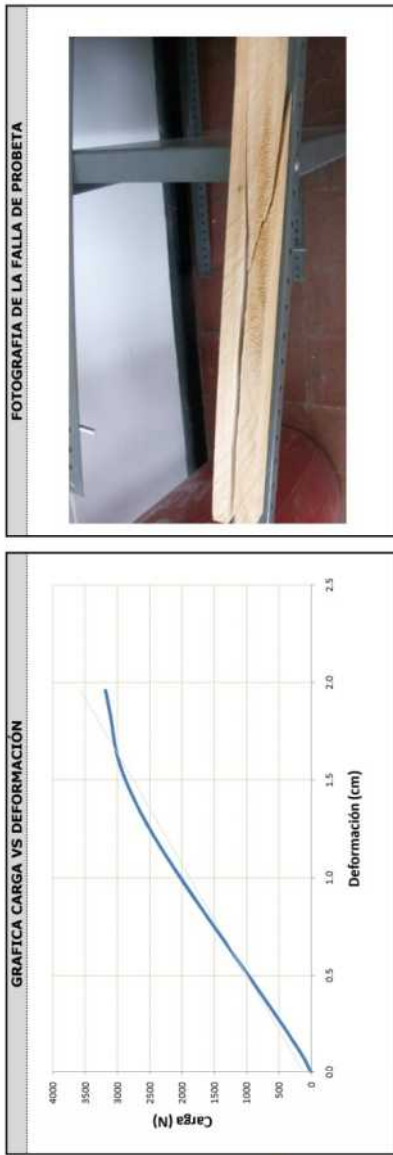 GRAFICA CARGA VS DEFORMACIÓN
Carga (N)
4000
3500
3000
2500
2000
1500
1000
500
0
0.0 0.5 1.0 1.5 2.0 2.5
Deformación (cm)
FOTOGRAFIA DE LA FALLA DE PROBETA